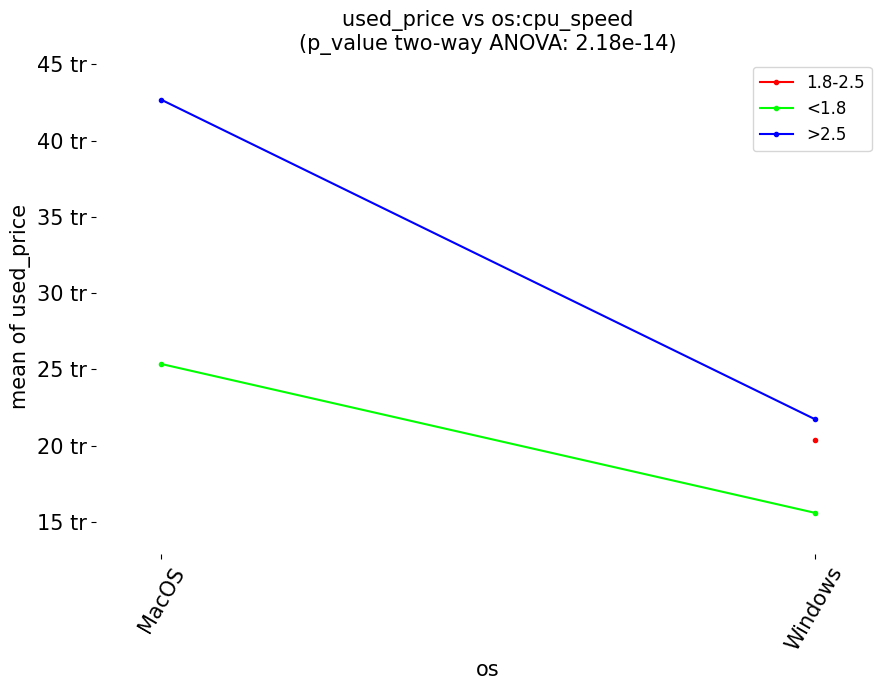 used_price vs os:cpu_speed
(p_value two-way ANOVA: 2.18e-14)
1.8-2.5
<1.8
>2.5
45 tr
40 tr
35 tr
30 tr
25 tr
20 tr
15 tr
mean of used_price
MacOS
Windows
os